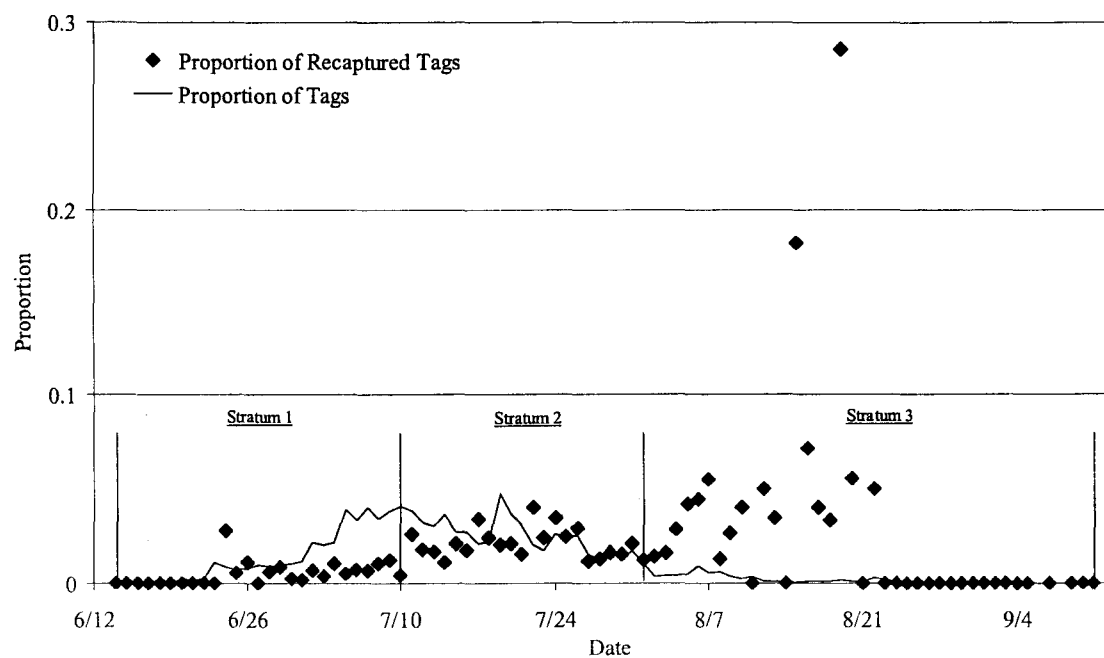 0.3
Proportion of Recaptured Tags
Proportion of Tags
0.2
Proportion
0.1
Stratum 1
Stratum 2
Stratum 3
0
6/12
6/26
7/10
7/24
8/7
8/21
9/4
Date